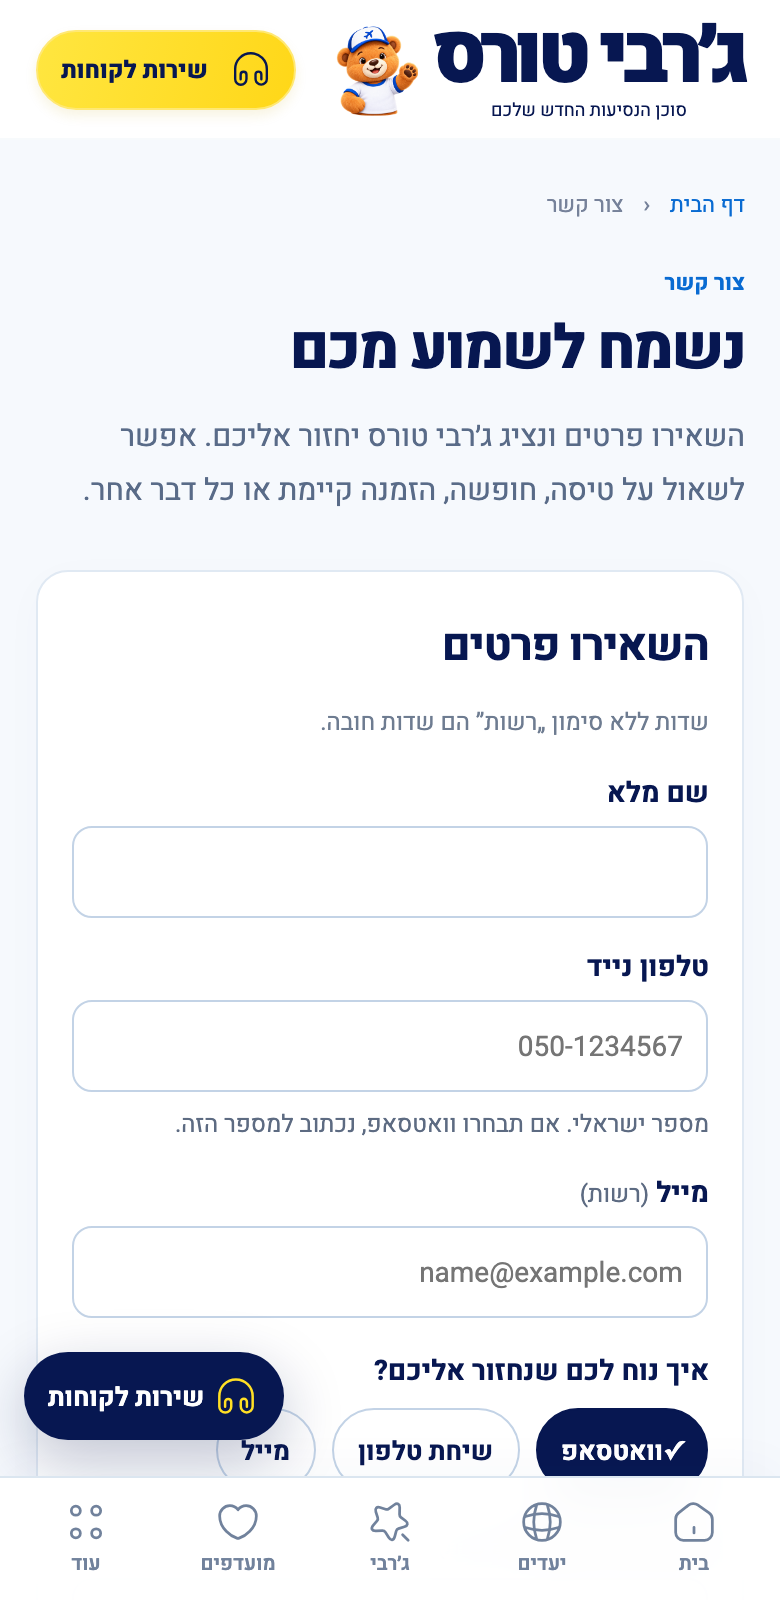 ג׳רבי טורס
סוכן הנסיעות החדש שלכם
שירות לקוחות
דף הבית › צור קשר
צור קשר
נשמח לשמוע מכם
השאירו פרטים ונציג ג׳רבי טורס יחזור אליכם. אפשר
לשאול על טיסה, חופשה, הזמנה קיימת או כל דבר אחר.
השאירו פרטים
שדות ללא סימון „רשות” הם שדות חובה.
שם מלא
טלפון נייד
050-1234567
מספר ישראלי. אם תבחרו וואטסאפ, נכתוב למספר הזה.
מייל (רשות)
name@example.com
איך נוח לכם שנחזור אליכם?
✓וואטסאפ
שיחת טלפון
מייל
שירות לקוחות
בית
יעדים
ג׳רבי
מועדפים
עוד